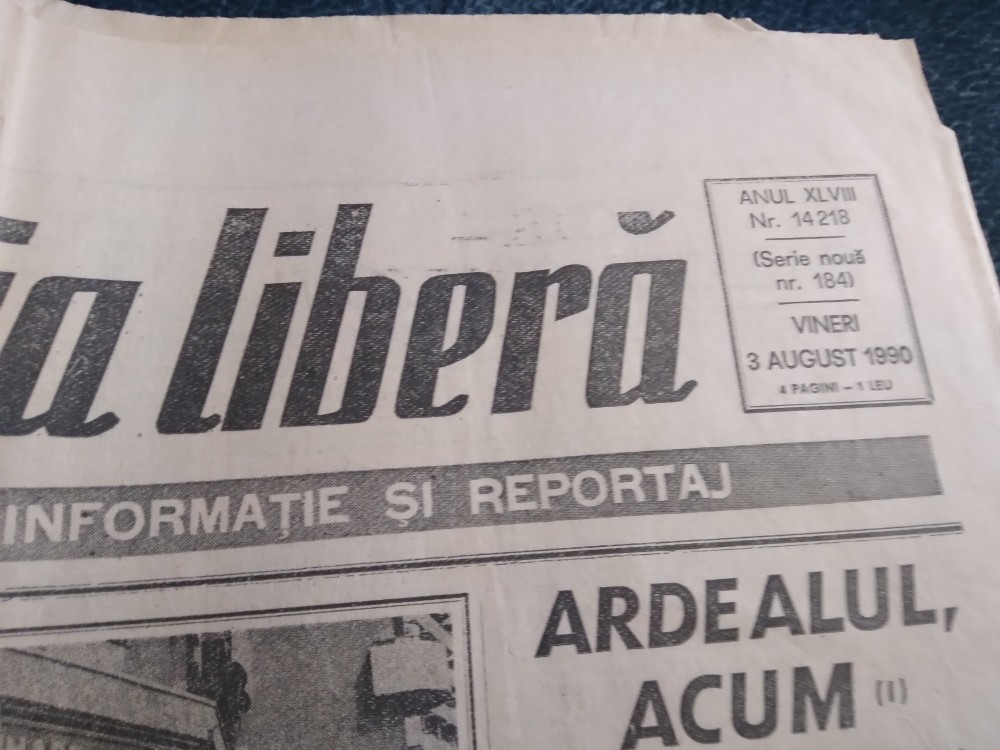 ia liberă
ANUL XLVIII
Nr. 14218
(Serie nouă
nr. 184)
VINERI
3 AUGUST 1990
4 PAGINI – 1 LEU
INFORMAȚIE ȘI REPORTAJ
ARDEALUL,
ACUM (I)